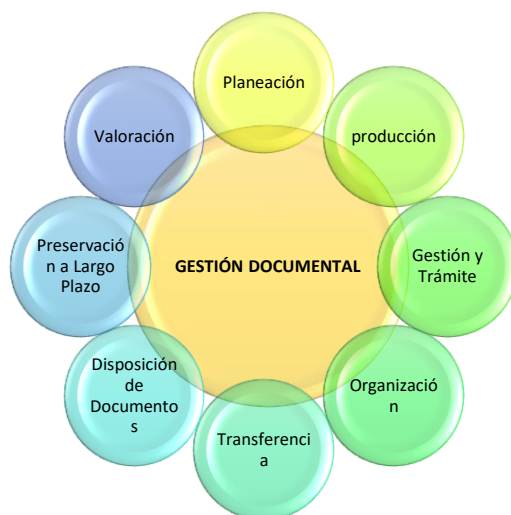 Planeación
producción
Gestión y
Trámite
Organizació
n
Transferenci
a
Disposición
de
Documento
s
Preservació
n a Largo
Plazo
Valoración
GESTIÓN DOCUMENTAL